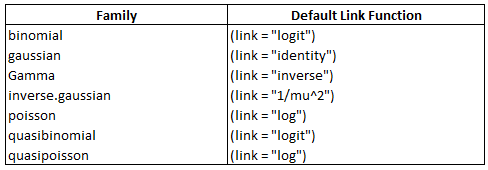 Family Default Link Function
binomial (link = "logit")
gaussian (link = "identity")
Gamma (link = "inverse")
inverse.gaussian (link = "1/mu^2")
poisson (link = "log")
quasibinomial (link = "logit")
quasipoisson (link = "log")